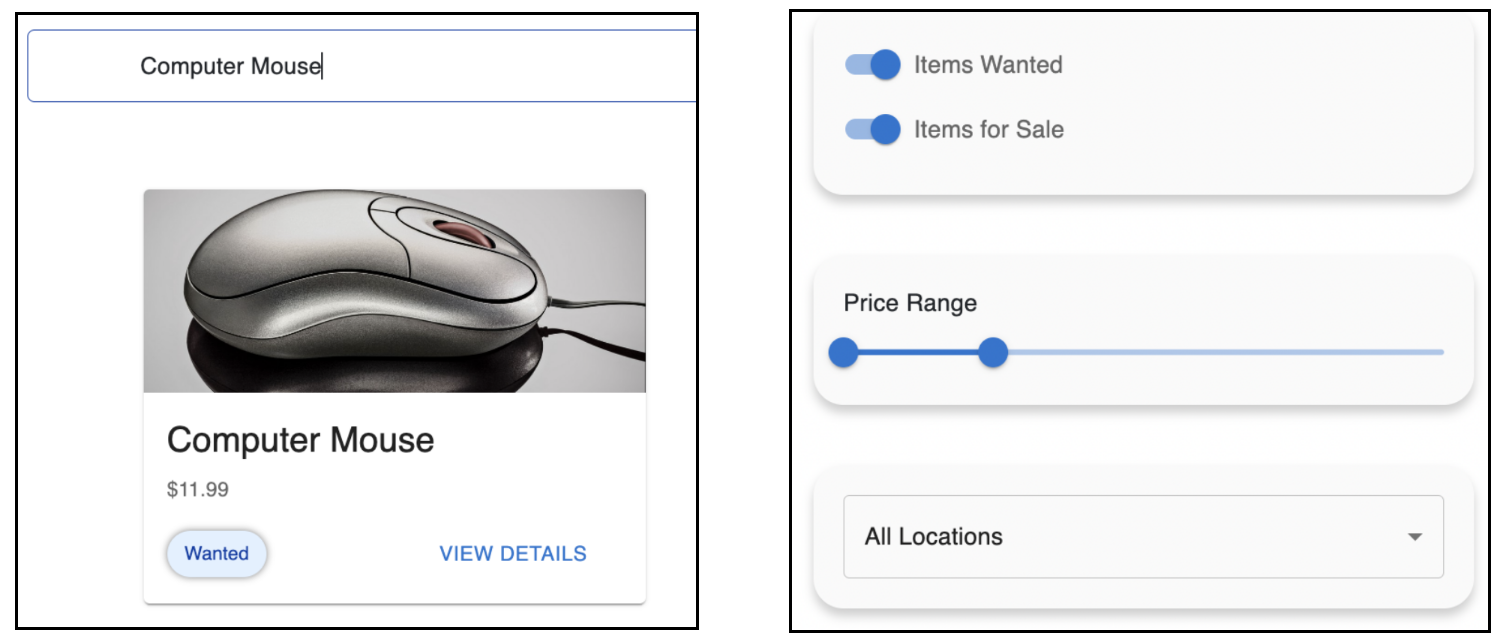 Computer Mouse
Computer Mouse
$11.99
Wanted
VIEW DETAILS
Items Wanted
Items for Sale
Price Range
All Locations